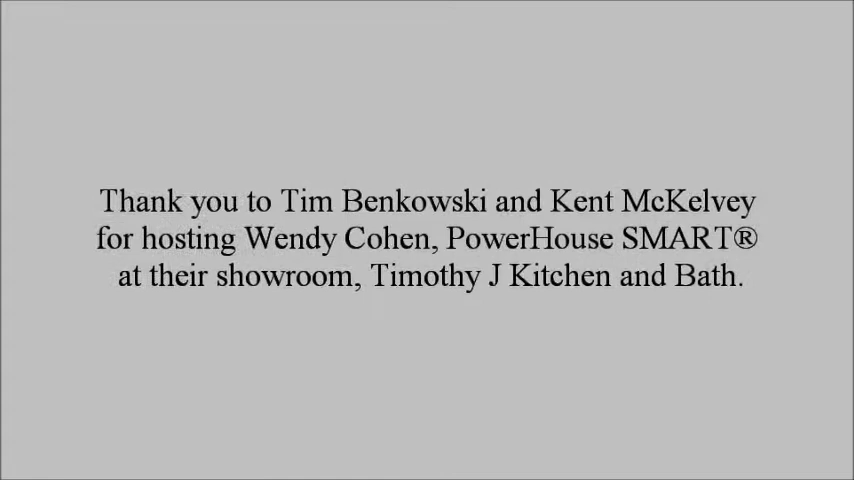 Thank you to Tim Benkowski and Kent McKelvey
for hosting Wendy Cohen, PowerHouse SMART®
at their showroom, Timothy J Kitchen and Bath.